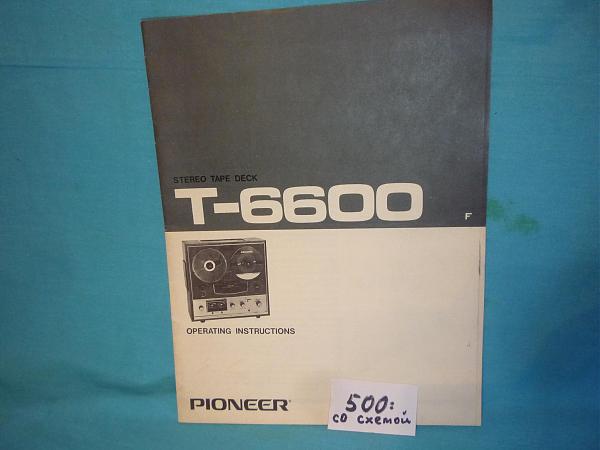 STEREO TAPE DECK
T-6600
F
OPERATING INSTRUCTIONS
PIONEER®
500:
со схемой